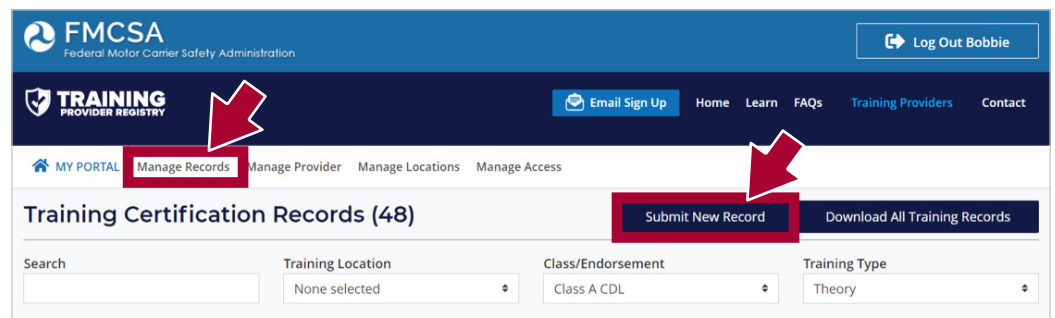 FMCSA
Federal Motor Carrier Safety Administration
Log Out Bobbie
TRAINING
PROVIDER REGISTRY
Email Sign Up Home Learn FAQs Training Providers Contact
MY PORTAL Manage Records Manage Provider Manage Locations Manage Access
Training Certification Records (48)
Submit New Record Download All Training Records
Search Training Location Class/Endorsement Training Type
None selected Class A CDL Theory